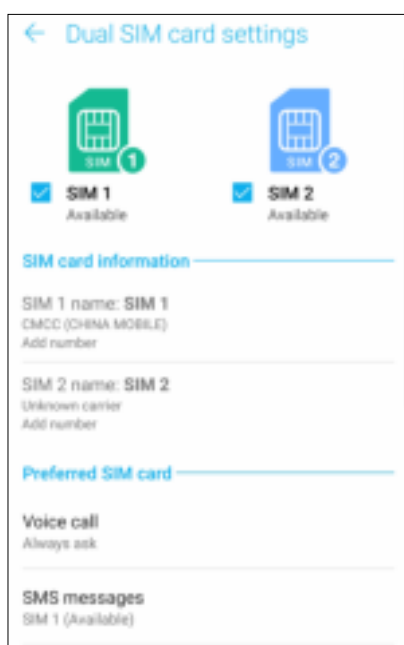 ← Dual SIM card settings
SIM 1
SIM 2
SIM 1
SIM 2
Available
Available
SIM card information
SIM 1 name: SIM 1
CMCC (CHINA MOBILE)
Add number
SIM 2 name: SIM 2
Unknown carrier
Add number
Preferred SIM card
Voice call
Always ask
SMS messages
SIM 1 (Available)